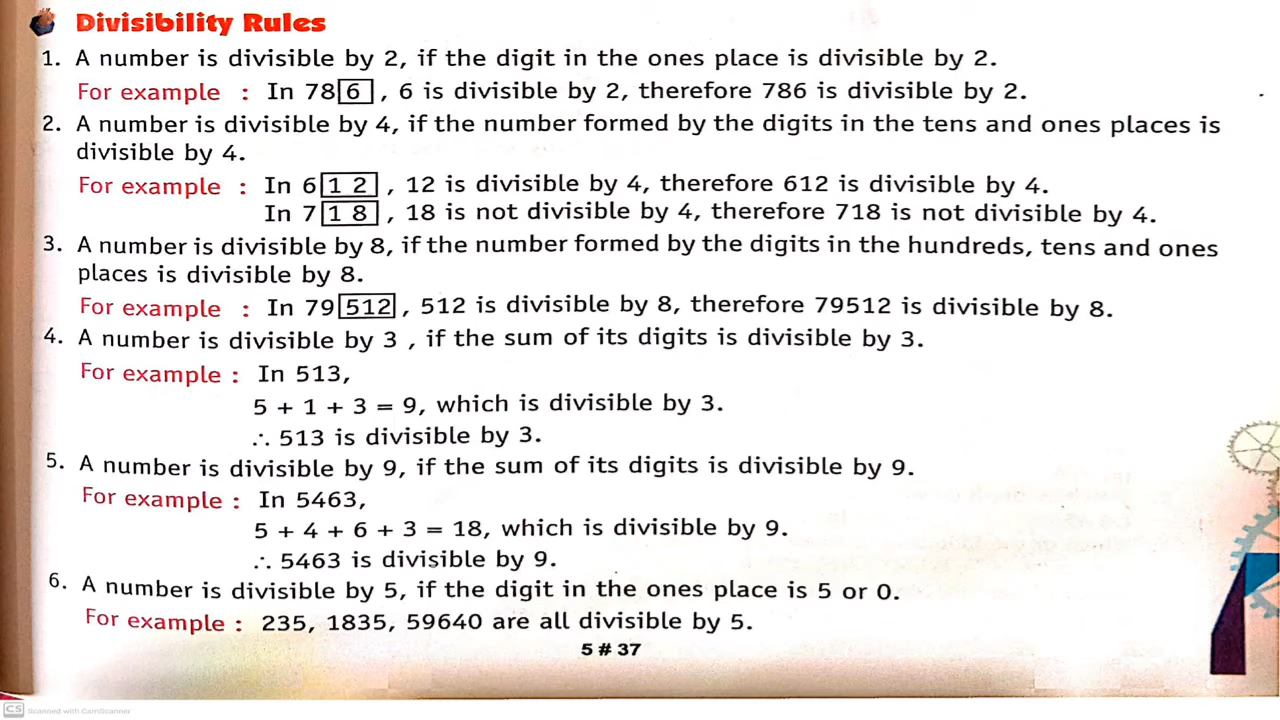 Divisibility Rules
1. A number is divisible by 2, if the digit in the ones place is divisible by 2.
For example : In 786 , 6 is divisible by 2, therefore 786 is divisible by 2.
2. A number is divisible by 4, if the number formed by the digits in the tens and ones places is
divisible by 4.
For example : In 6 1 2 , 12 is divisible by 4, therefore 612 is divisible by 4.
In 7 1 8 , 18 is not divisible by 4, therefore 718 is not divisible by 4.
3. A number is divisible by 8, if the number formed by the digits in the hundreds, tens and ones
places is divisible by 8.
For example : In 79 512 , 512 is divisible by 8, therefore 79512 is divisible by 8.
4. A number is divisible by 3 , if the sum of its digits is divisible by 3.
For example : In 513,
5 + 1 + 3 = 9, which is divisible by 3.
∴ 513 is divisible by 3.
5. A number is divisible by 9, if the sum of its digits is divisible by 9.
For example : In 5463,
5 + 4 + 6 + 3 = 18, which is divisible by 9.
∴ 5463 is divisible by 9.
6. A number is divisible by 5, if the digit in the ones place is 5 or 0.
For example : 235, 1835, 59640 are all divisible by 5.
5 # 37
CS Scanned with CamScanner